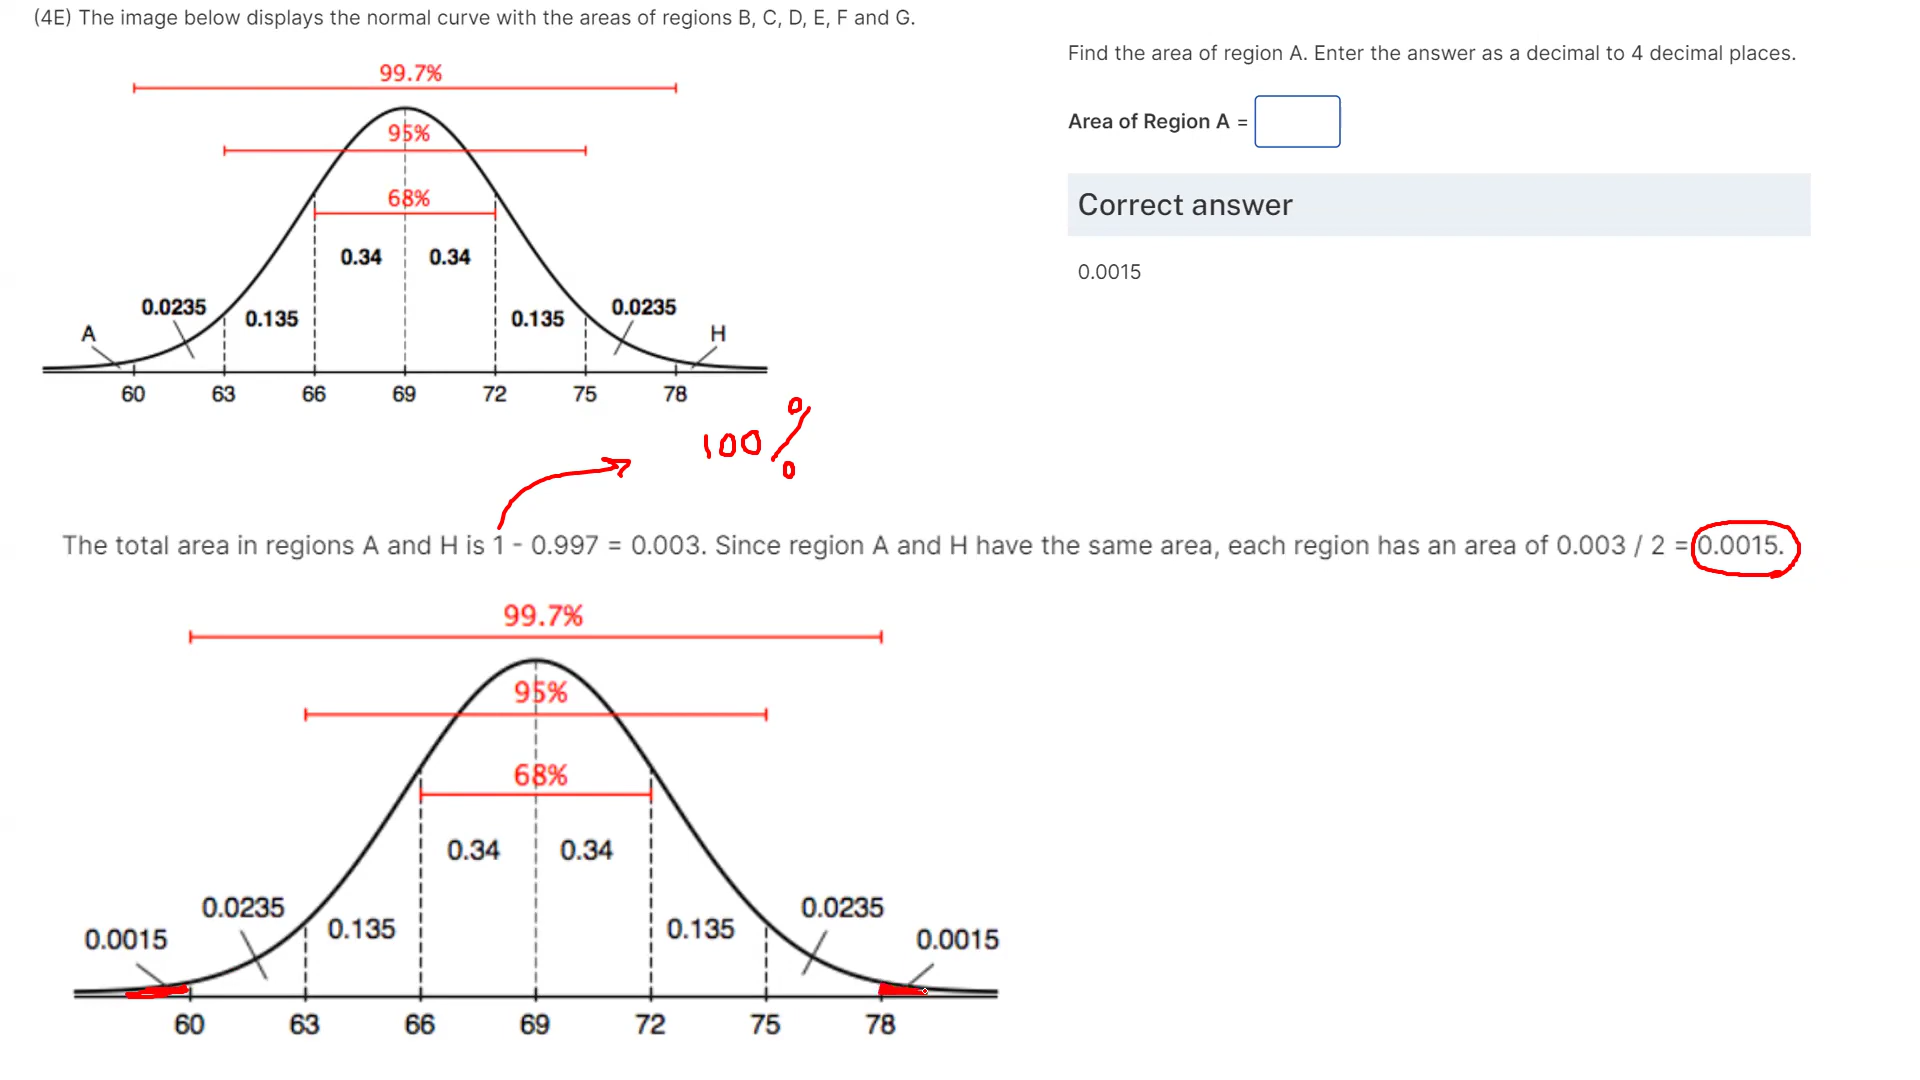 (4E) The image below displays the normal curve with the areas of regions B, C, D, E, F and G.
99.7%
95%
68%
0.34 0.34
0.0235 0.135 0.135 0.0235
A H
60 63 66 69 72 75 78
Find the area of region A. Enter the answer as a decimal to 4 decimal places.
Area of Region A =
Correct answer
0.0015
100%
The total area in regions A and H is 1 - 0.997 = 0.003. Since region A and H have the same area, each region has an area of 0.003 / 2 = 0.0015.
99.7%
95%
68%
0.34 0.34
0.0235 0.135 0.135 0.0235
0.0015 0.0015
60 63 66 69 72 75 78